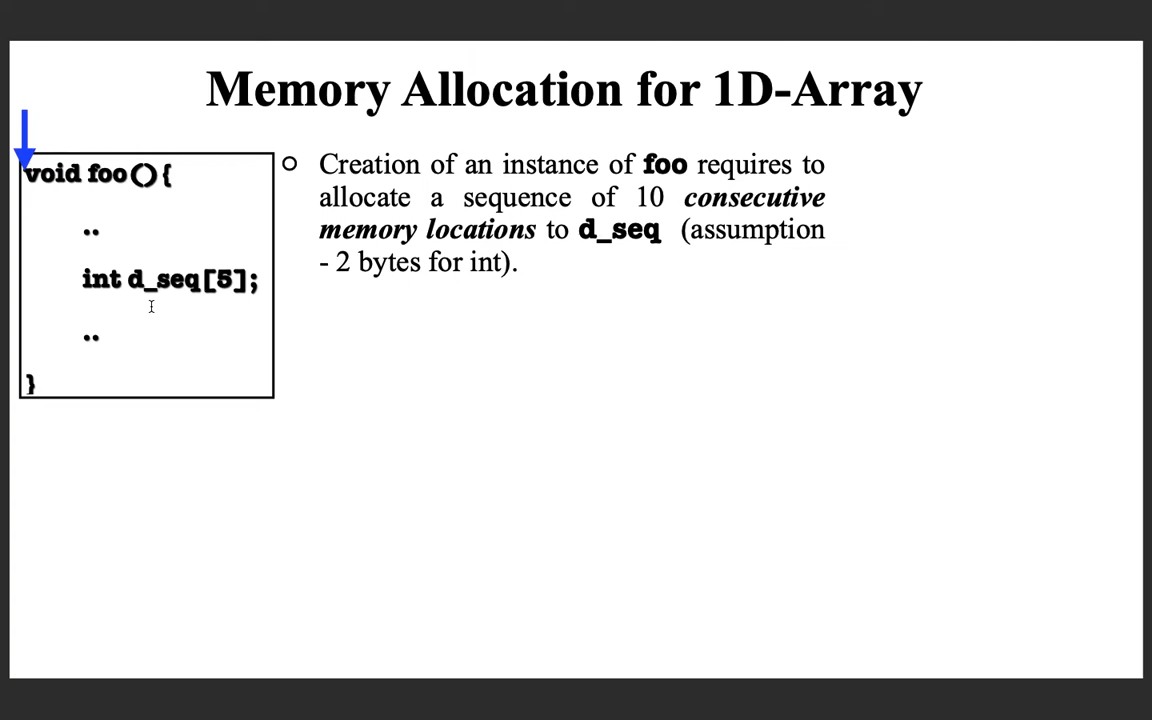 Memory Allocation for 1D-Array
void foo(){
..
int d_seq[5];
..
}
○ Creation of an instance of foo requires to
allocate a sequence of 10 consecutive
memory locations to d_seq (assumption
- 2 bytes for int).